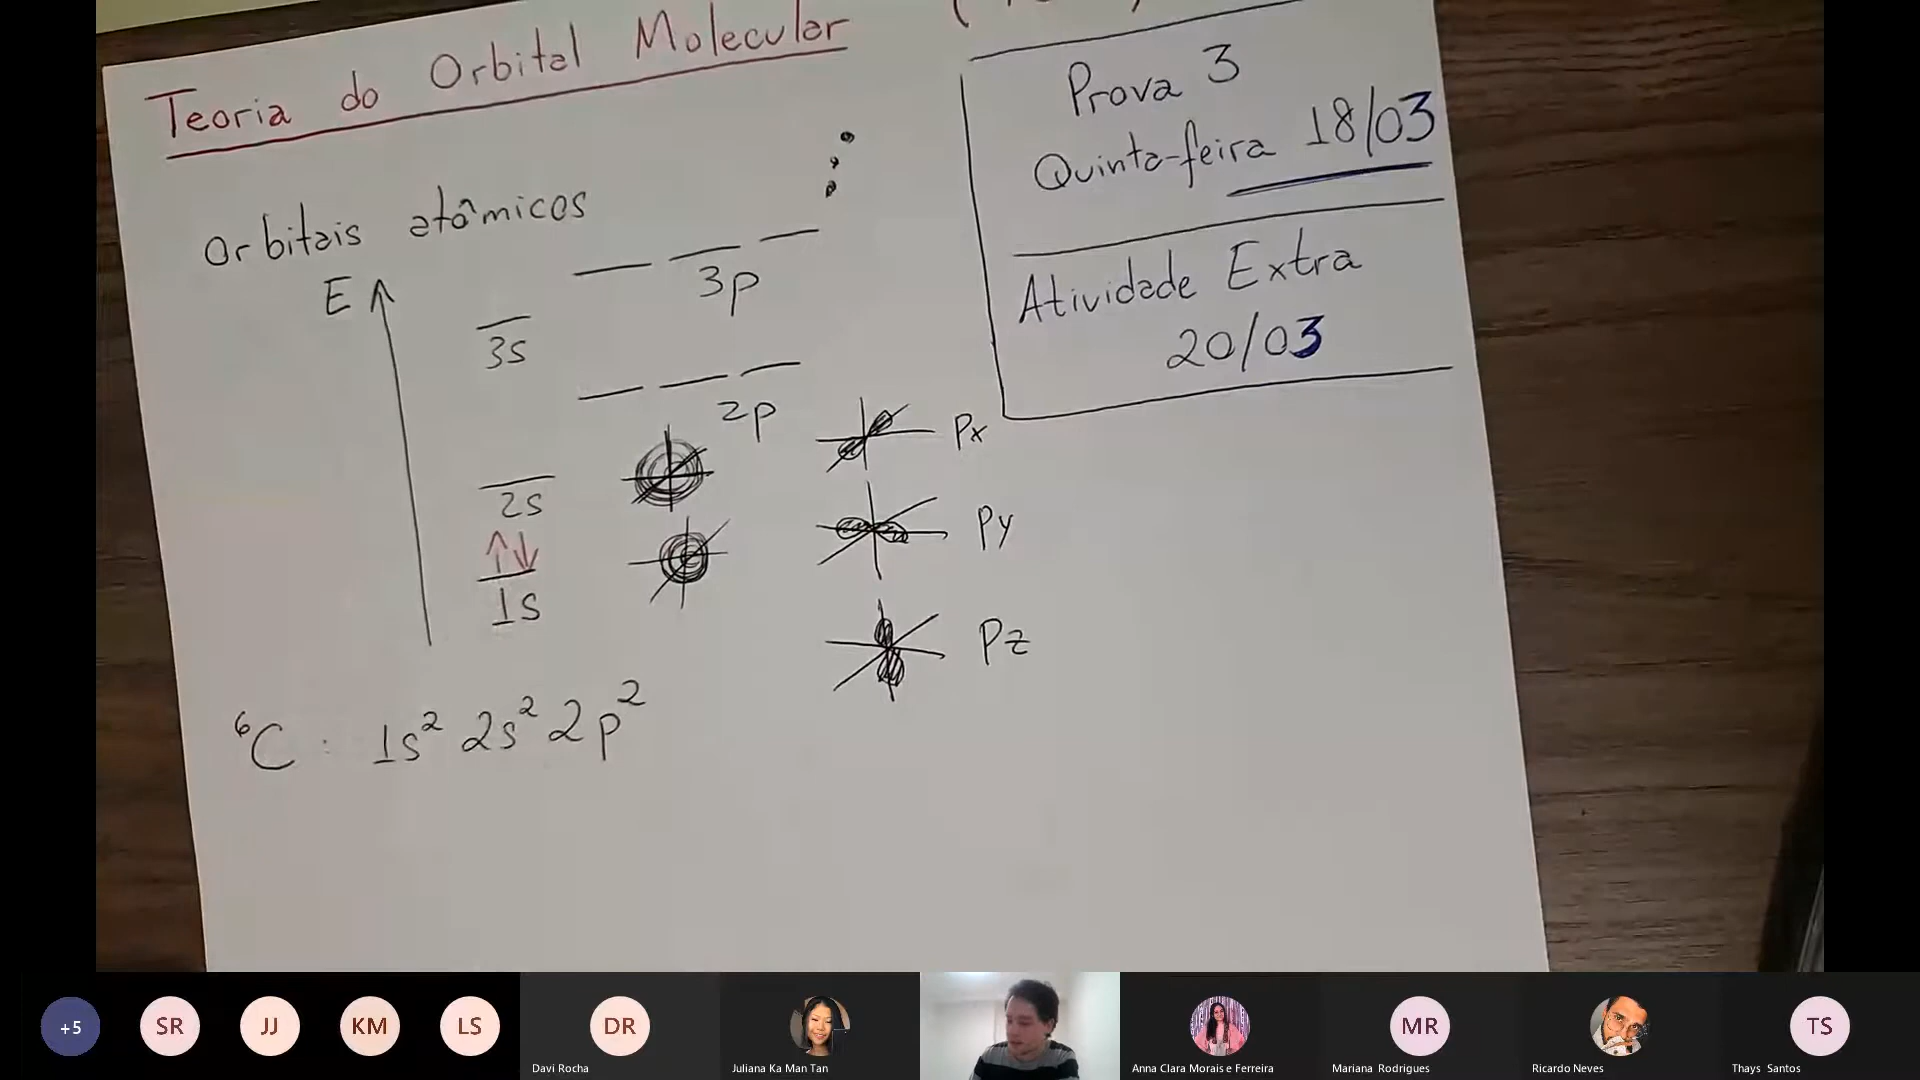 Teoria do Orbital Molecular
Prova 3
Quinta-feira 18/03
Atividade Extra
20/03
Orbitais atômicos
E
3p
3s
2p
Px
2s
Py
1s
Pz
⁶C : 1s² 2s² 2p²
+5
SR
JJ
KM
LS
DR
Davi Rocha
Juliana Ka Man Tan
Anna Clara Morais e Ferreira
MR
Mariana Rodrigues
Ricardo Neves
TS
Thays Santos